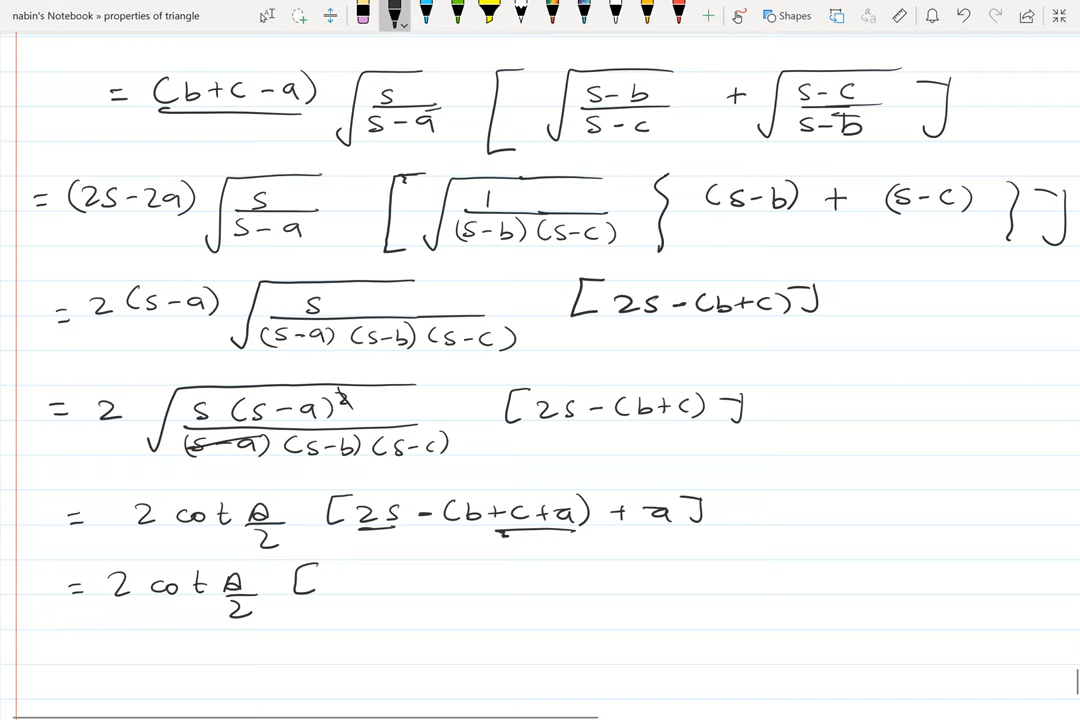 nabin's Notebook » properties of triangle
Shapes
= (b+c-a) √(s/(s-a)) [ √((s-b)/(s-c)) + √((s-c)/(s-b)) ]
= (2s-2a) √(s/(s-a)) [ √(1/((s-b)(s-c))) { (s-b) + (s-c) } ]
= 2 (s-a) √(s/((s-a)(s-b)(s-c))) [2s-(b+c)]
= 2 √(s(s-a)²/((s-a)(s-b)(s-c))) [2s-(b+c)]
= 2 cot A/2 [2s-(b+c+a) + a]
= 2 cot A/2 [